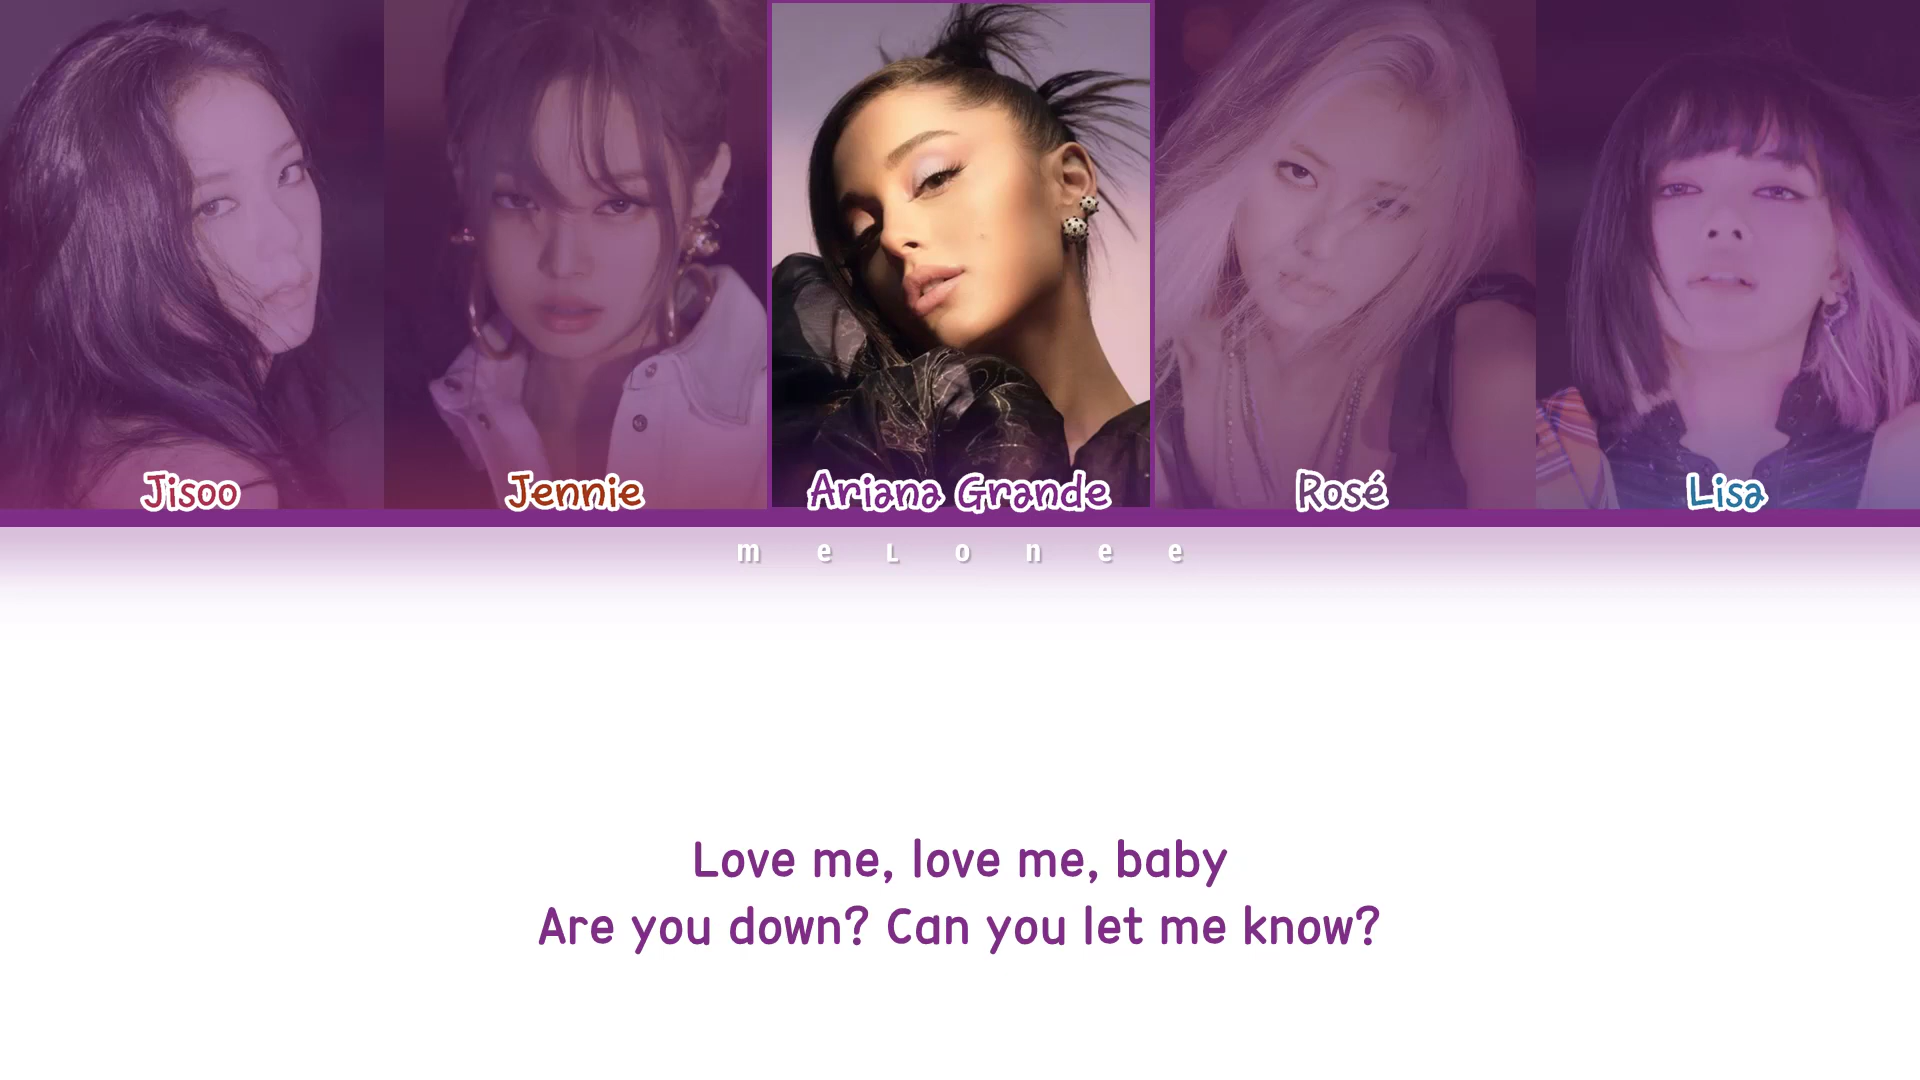 Jisoo Jennie Ariana Grande Rosé Lisa
meLonee
Love me, love me, baby
Are you down? Can you let me know?